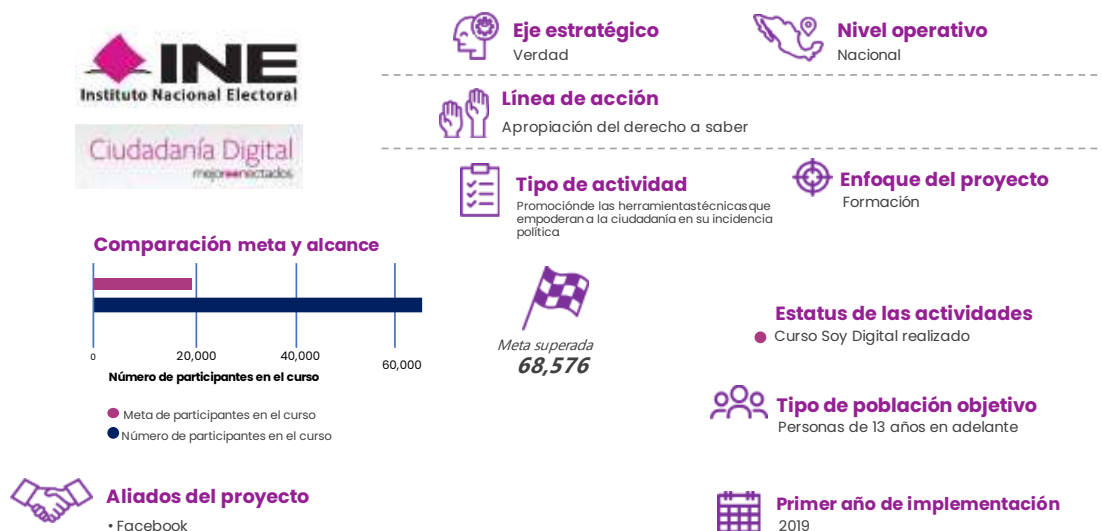 INE
Instituto Nacional Electoral
Ciudadanía Digital
mejoreenectados
Eje estratégico
Verdad
Nivel operativo
Nacional
Línea de acción
Apropiación del derecho a saber
Tipo de actividad
Promociónde las herramientastécnicasque
empoderan a la ciudadanía en su incidencia
política
Enfoque del proyecto
Formación
Comparación meta y alcance
0
20,000
40,000
60,000
Número de participantes en el curso
Meta de participantes en el curso
Número de participantes en el curso
Meta superada
68,576
Estatus de las actividades
Curso Soy Digital realizado
Tipo de población objetivo
Personas de 13 años en adelante
Aliados del proyecto
• Facebook
Primer año de implementación
2019